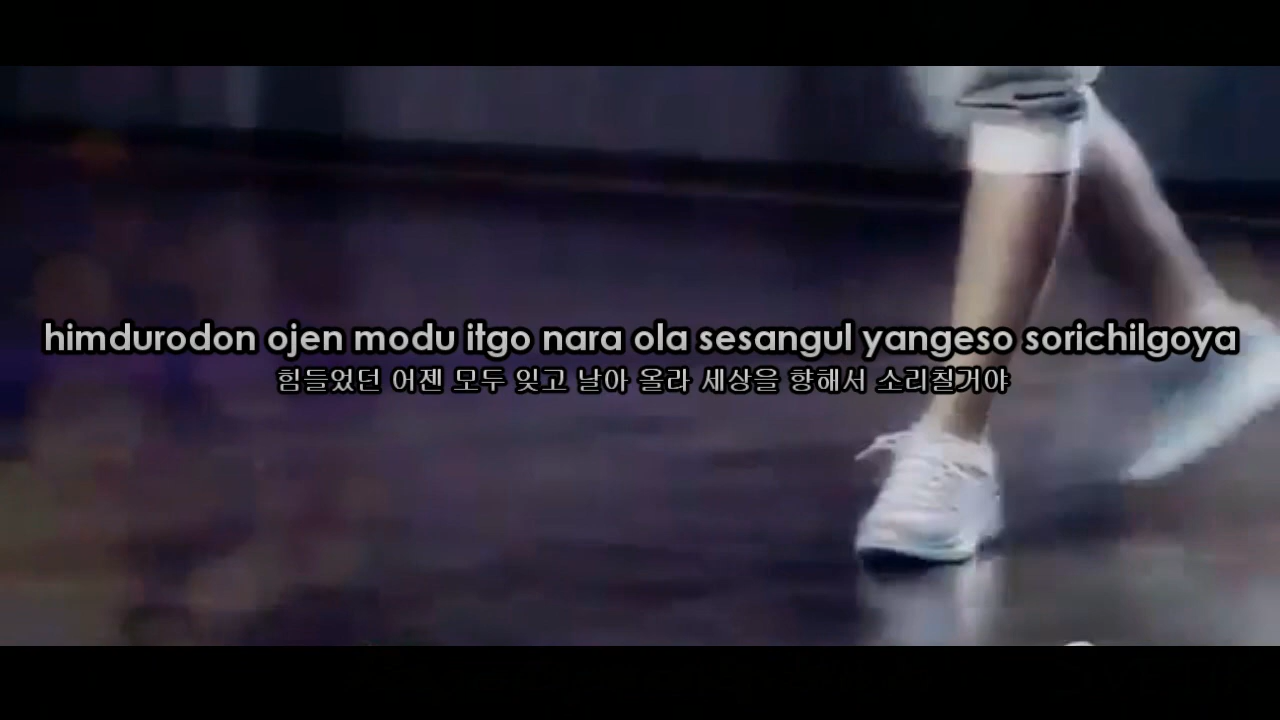 himdurodon ojen modu itgo nara ola sesangul yangeso sorichilgoya
힘들었던 어젠 모두 잊고 날아 올라 세상을 향해서 소리칠거야